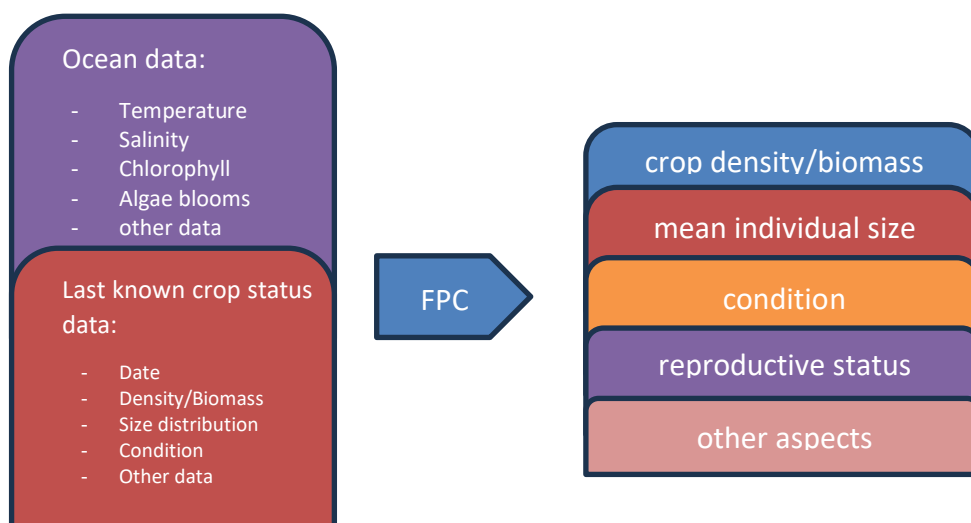 Ocean data:
- Temperature
- Salinity
- Chlorophyll
- Algae blooms
- other data
Last known crop status
data:
- Date
- Density/Biomass
- Size distribution
- Condition
- Other data
FPC
crop density/biomass
mean individual size
condition
reproductive status
other aspects